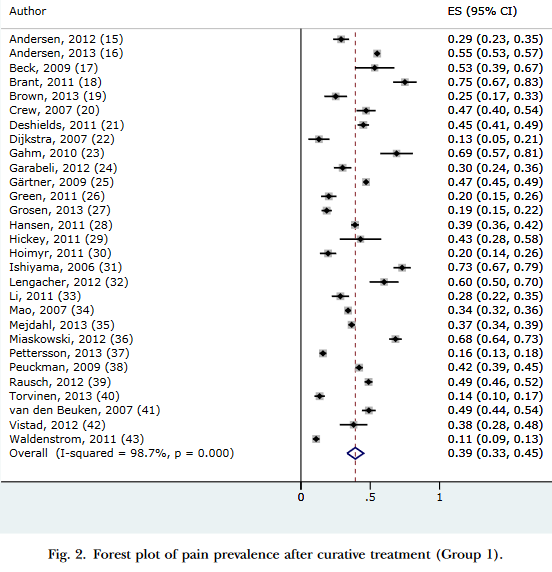 Author ES (95% CI)
Andersen, 2012 (15) 0.29 (0.23, 0.35)
Andersen, 2013 (16) 0.55 (0.53, 0.57)
Beck, 2009 (17) 0.53 (0.39, 0.67)
Brant, 2011 (18) 0.75 (0.67, 0.83)
Brown, 2013 (19) 0.25 (0.17, 0.33)
Crew, 2007 (20) 0.47 (0.40, 0.54)
Deshields, 2011 (21) 0.45 (0.41, 0.49)
Dijkstra, 2007 (22) 0.13 (0.05, 0.21)
Gahm, 2010 (23) 0.69 (0.57, 0.81)
Garabeli, 2012 (24) 0.30 (0.24, 0.36)
Gärtner, 2009 (25) 0.47 (0.45, 0.49)
Green, 2011 (26) 0.20 (0.15, 0.26)
Grosen, 2013 (27) 0.19 (0.15, 0.22)
Hansen, 2011 (28) 0.39 (0.36, 0.42)
Hickey, 2011 (29) 0.43 (0.28, 0.58)
Hoimyr, 2011 (30) 0.20 (0.14, 0.26)
Ishiyama, 2006 (31) 0.73 (0.67, 0.79)
Lengacher, 2012 (32) 0.60 (0.50, 0.70)
Li, 2011 (33) 0.28 (0.22, 0.35)
Mao, 2007 (34) 0.34 (0.32, 0.36)
Mejdahl, 2013 (35) 0.37 (0.34, 0.39)
Miaskowski, 2012 (36) 0.68 (0.64, 0.73)
Pettersson, 2013 (37) 0.16 (0.13, 0.18)
Peuckman, 2009 (38) 0.42 (0.39, 0.45)
Rausch, 2012 (39) 0.49 (0.46, 0.52)
Torvinen, 2013 (40) 0.14 (0.10, 0.17)
van den Beuken, 2007 (41) 0.49 (0.44, 0.54)
Vistad, 2012 (42) 0.38 (0.28, 0.48)
Waldenstrom, 2011 (43) 0.11 (0.09, 0.13)
Overall (I-squared = 98.7%, p = 0.000) 0.39 (0.33, 0.45)
0 .5 1
Fig. 2. Forest plot of pain prevalence after curative treatment (Group 1).